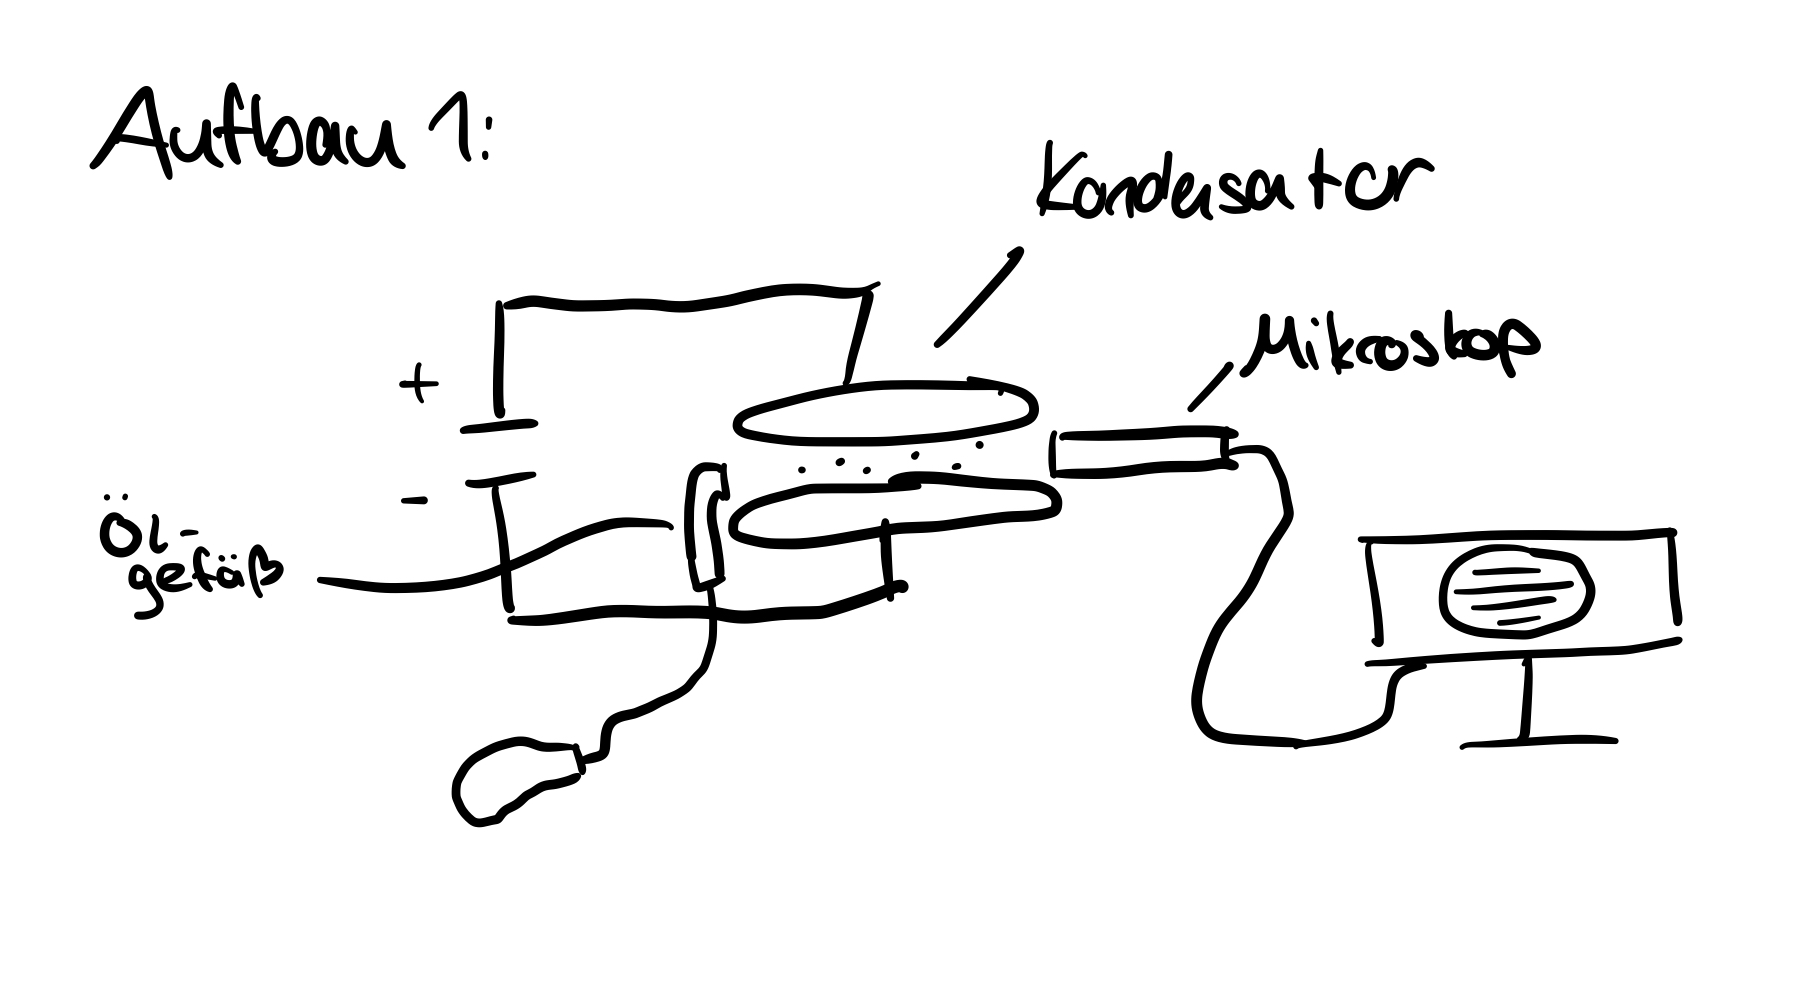 Aufbau 1:
Kondensator
Mikroskop
+
-
Öl-
gefäß